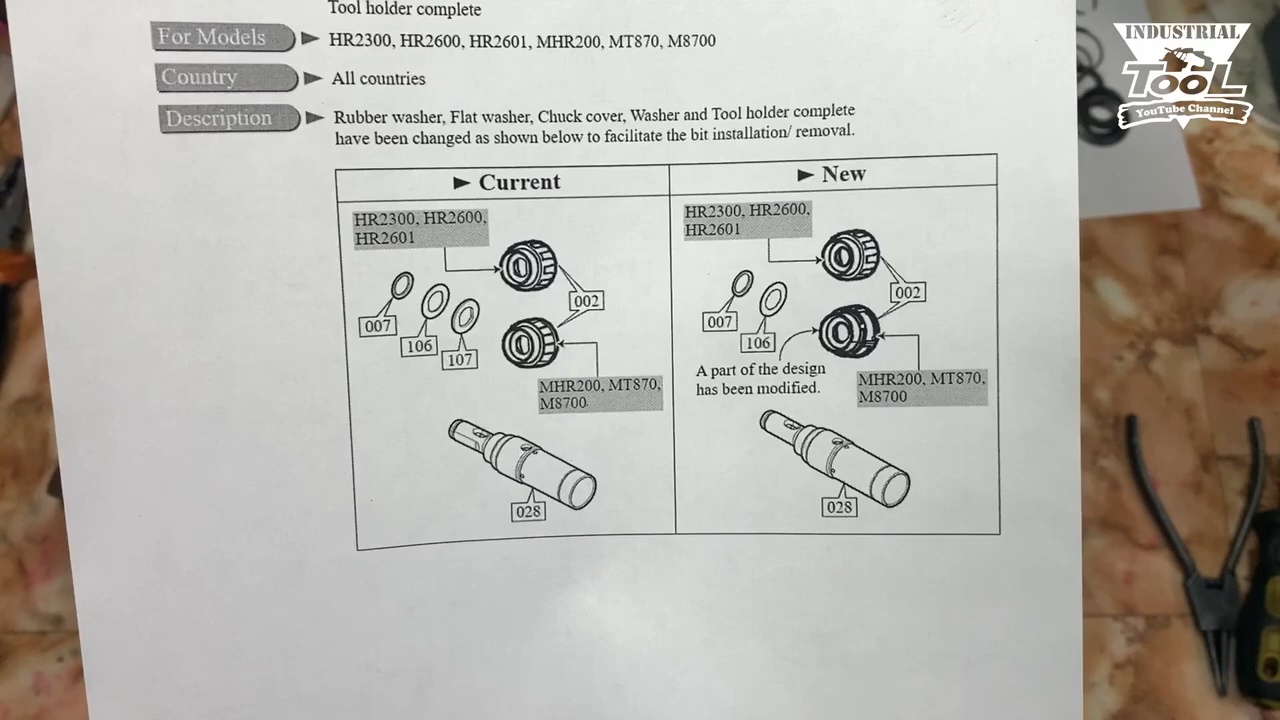 Tool holder complete
For Models ► HR2300, HR2600, HR2601, MHR200, MT870, M8700
Country ► All countries
Description ► Rubber washer, Flat washer, Chuck cover, Washer and Tool holder complete
have been changed as shown below to facilitate the bit installation/ removal.
► Current
HR2300, HR2600,
HR2601
002
007
106
107
MHR200, MT870,
M8700
028
► New
HR2300, HR2600,
HR2601
002
007
106
A part of the design
has been modified.
MHR200, MT870,
M8700
028
INDUSTRIAL
TOOL
YouTube Channel